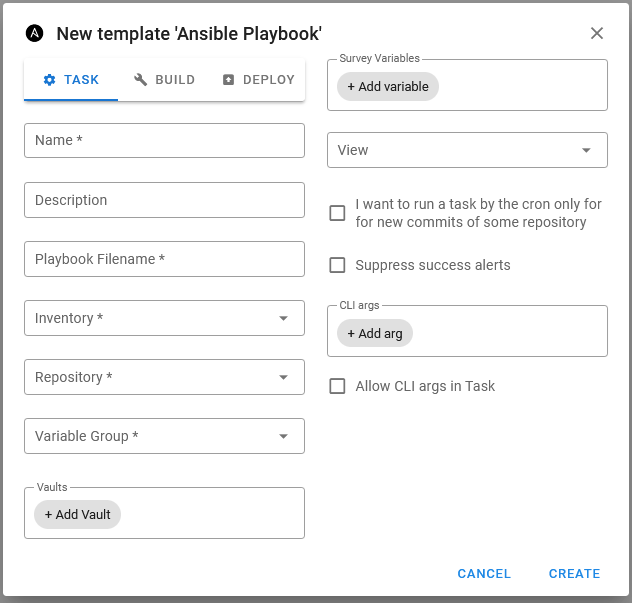 New template 'Ansible Playbook'
TASK
BUILD
DEPLOY
Name *
Description
Playbook Filename *
Inventory *
Repository *
Variable Group *
Vaults
+ Add Vault
Survey Variables
+ Add variable
View
I want to run a task by the cron only for
for new commits of some repository
Suppress success alerts
CLI args
+ Add arg
Allow CLI args in Task
CANCEL
CREATE